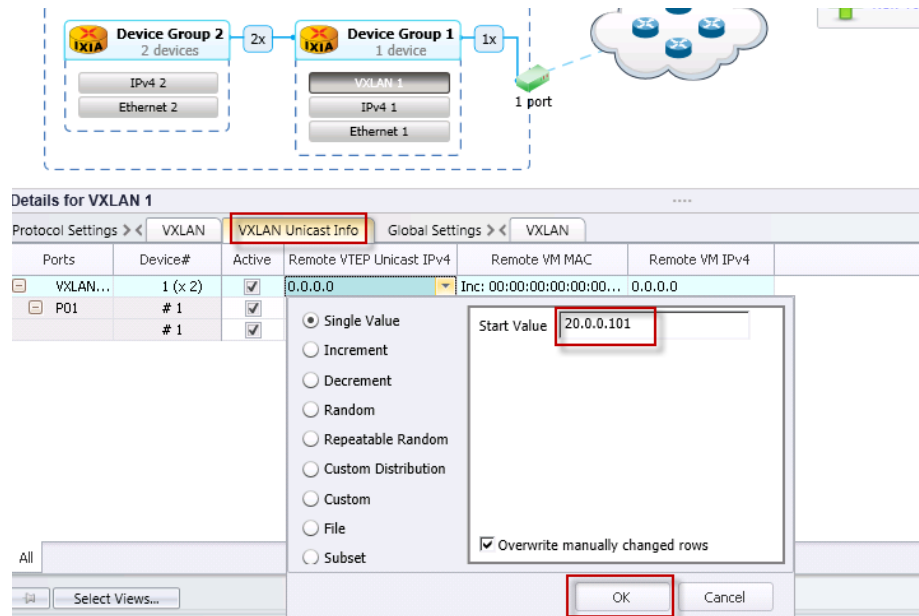 IXIA Device Group 2 2x IXIA Device Group 1 1x
2 devices 1 device
IPv4 2 VXLAN 1
Ethernet 2 IPv4 1 1 port
Ethernet 1
Details for VXLAN 1
Protocol Settings VXLAN VXLAN Unicast Info Global Settings VXLAN
Ports Device# Active Remote VTEP Unicast IPv4 Remote VM MAC Remote VM IPv4
VXLAN... 1 (x 2) 0.0.0.0 Inc: 00:00:00:00:00:00... 0.0.0.0
P01 # 1
# 1
Single Value Start Value 20.0.0.101
Increment
Decrement
Random
Repeatable Random
Custom Distribution
Custom
File
Subset Overwrite manually changed rows
All
Select Views... OK Cancel